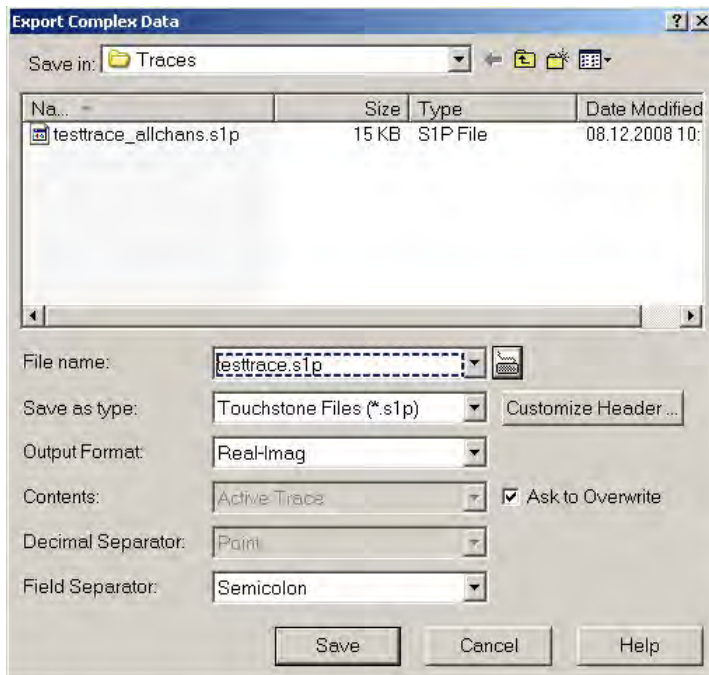 Export Complex Data
Save in: Traces
Na... Size Type Date Modified
testtrace_allchans.s1p 15 KB S1P File 08.12.2008 10:
File name: testtrace.s1p
Save as type: Touchstone Files (*.s1p) Customize Header ...
Output Format: Real-Imag
Contents: Active Trace Ask to Overwrite
Decimal Separator: Point
Field Separator: Semicolon
Save Cancel Help